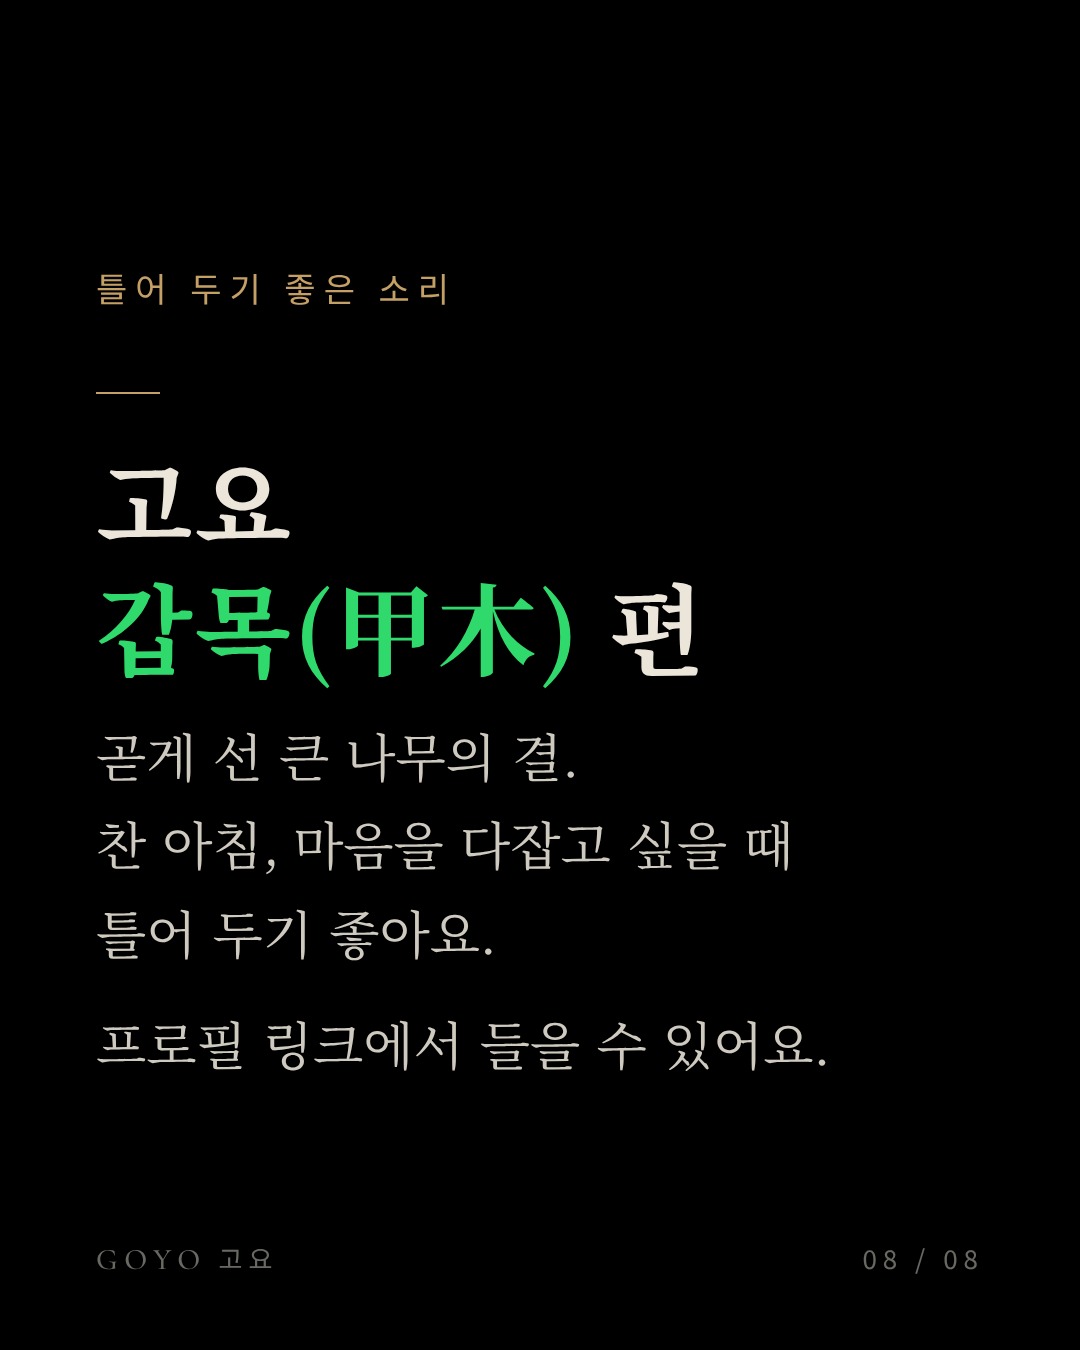 틀어 두기 좋은 소리
고요
갑목(甲木) 편
곧게 선 큰 나무의 결.
찬 아침, 마음을 다잡고 싶을 때
틀어 두기 좋아요.
프로필 링크에서 들을 수 있어요.
GOYO 고요
08 / 08